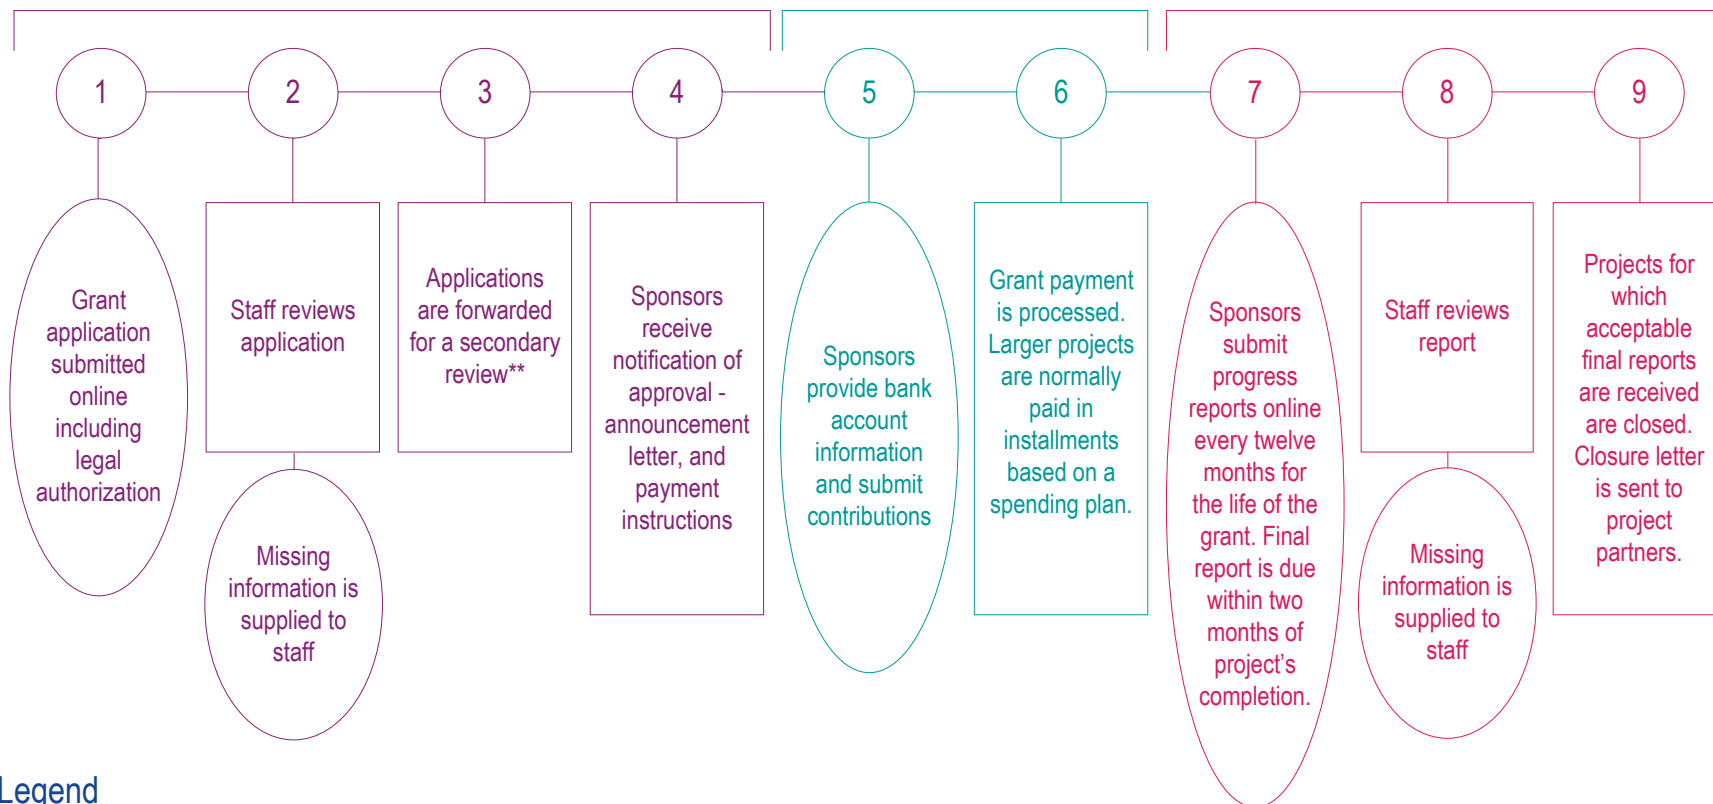 1
2
3
4
5
6
7
8
9
Grant
application
submitted
online
including
legal
authorization
Staff reviews
application
Missing
information is
supplied to
staff
Applications
are forwarded
for a secondary
review**
Sponsors
receive
notification of
approval -
announcement
letter, and
payment
instructions
Sponsors
provide bank
account
information
and submit
contributions
Grant payment
is processed.
Larger projects
are normally
paid in
installments
based on a
spending plan.
Sponsors
submit
progress
reports online
every twelve
months for
the life of the
grant. Final
report is due
within two
months of
project’s
completion.
Staff reviews
report
Missing
information is
supplied to
staff
Projects for
which
acceptable
final reports
are received
are closed.
Closure letter
is sent to
project
partners.
Legend